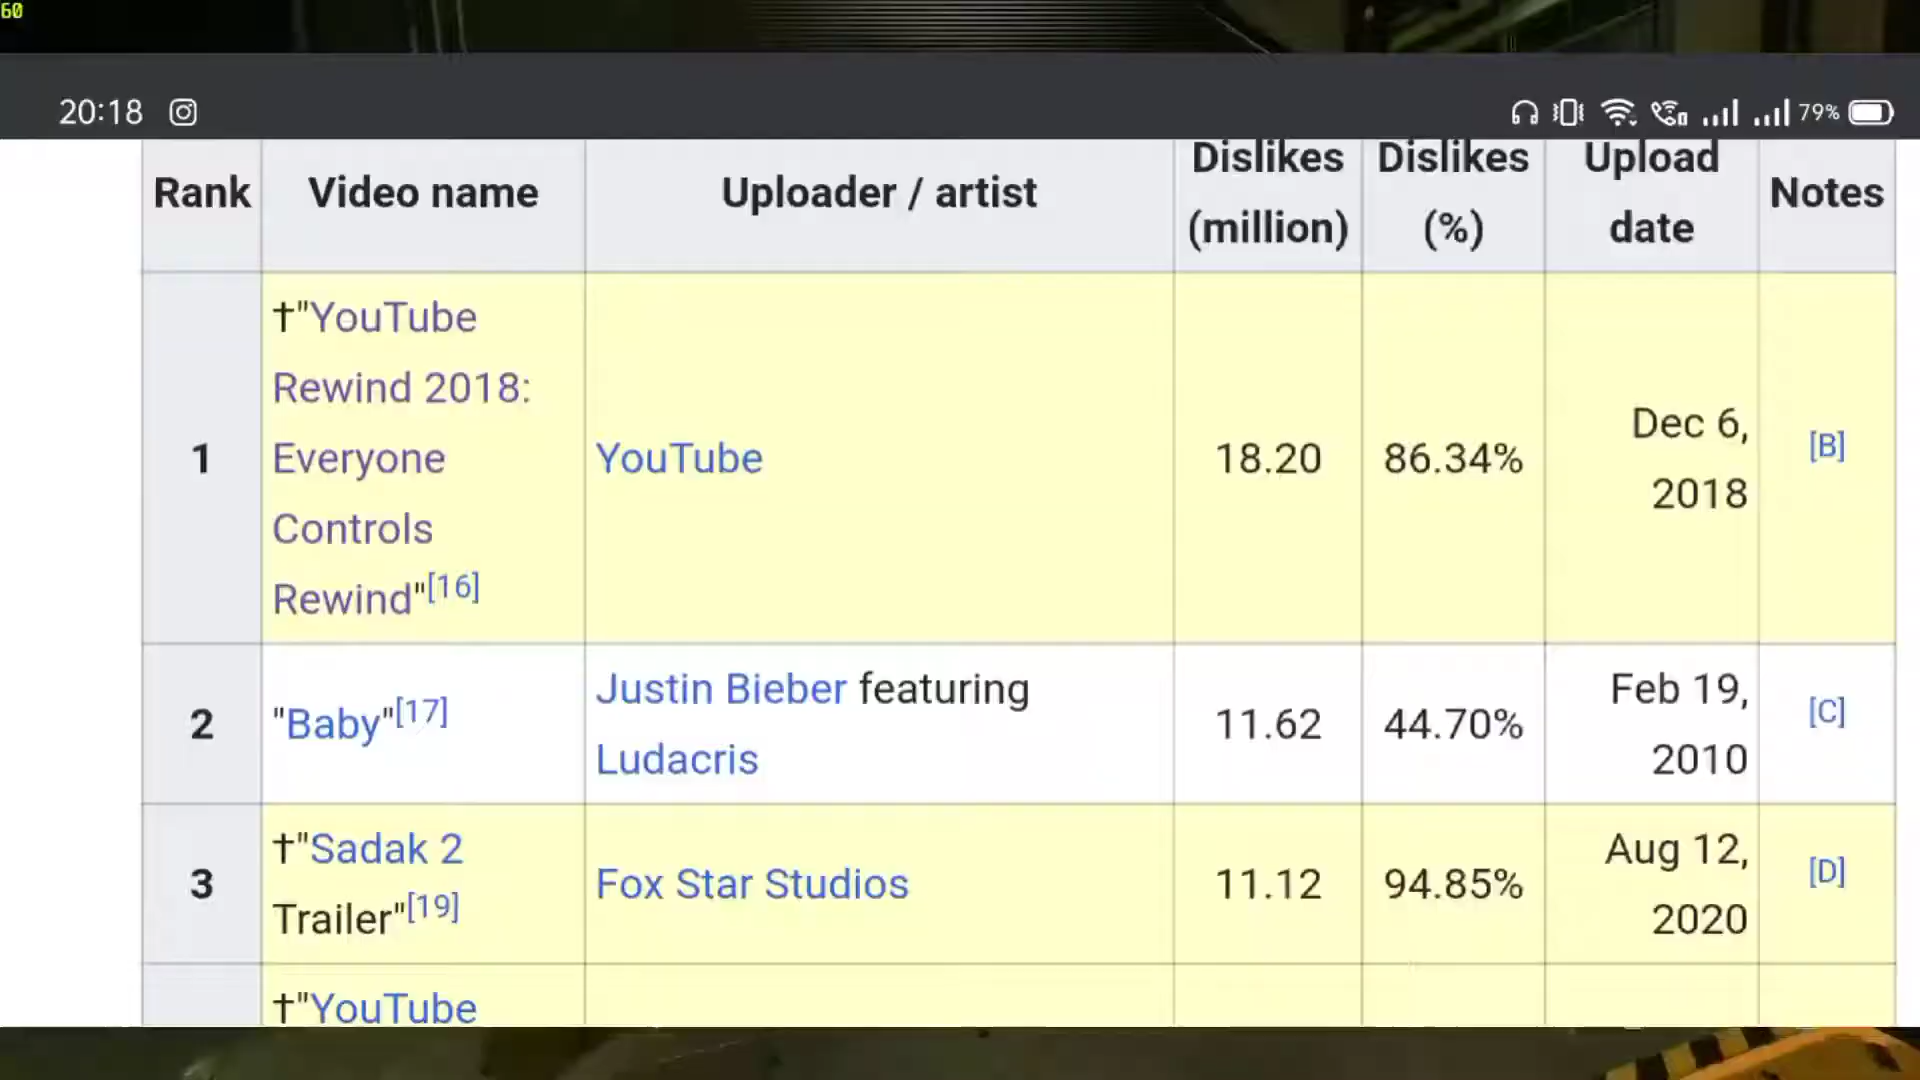 60
20:18
79%
Rank
Video name
Uploader / artist
Dislikes
(million)
Dislikes
(%)
Upload
date
Notes
1
†"YouTube
Rewind 2018:
Everyone
Controls
Rewind"[16]
YouTube
18.20
86.34%
Dec 6,
2018
[B]
2
"Baby"[17]
Justin Bieber featuring
Ludacris
11.62
44.70%
Feb 19,
2010
[C]
3
†"Sadak 2
Trailer"[19]
Fox Star Studios
11.12
94.85%
Aug 12,
2020
[D]
†"YouTube